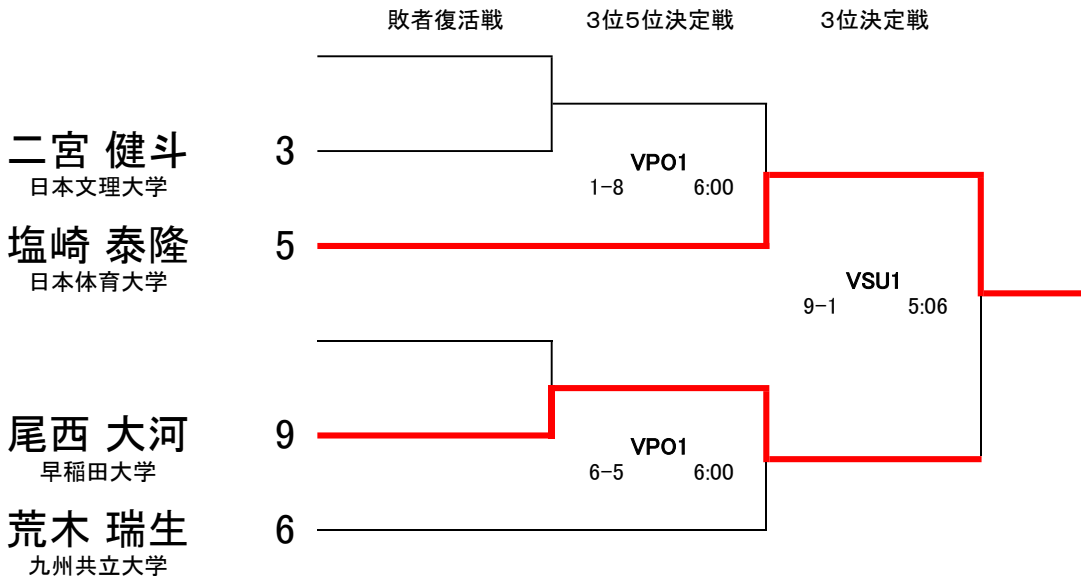 敗者復活戦 3位5位決定戦 3位決定戦
二宮 健斗 3
日本文理大学
VPO1
1-8 6:00
塩崎 泰隆 5
日本体育大学
VSU1
9-1 5:06
尾西 大河 9
早稲田大学
VPO1
6-5 6:00
荒木 瑞生 6
九州共立大学